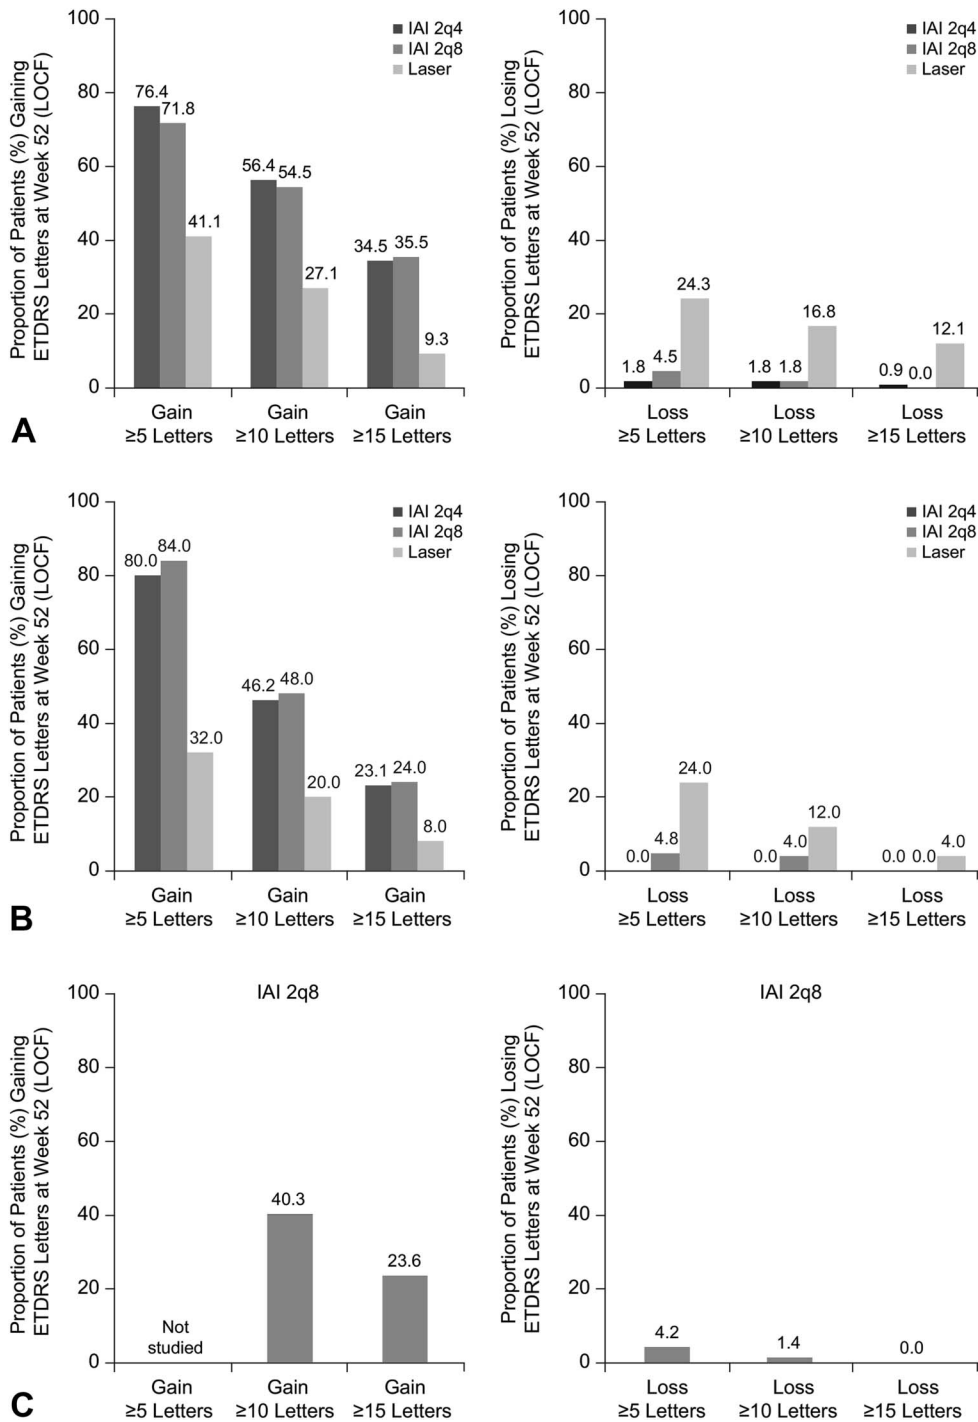 Proportion of Patients (%) Gaining
ETDRS Letters at Week 52 (LOCF)
100
80
60
40
20
0
IAI 2q4
IAI 2q8
Laser
76.4
71.8
41.1
56.4
54.5
27.1
34.5
35.5
9.3
Gain
≥5 Letters
Gain
≥10 Letters
Gain
≥15 Letters
A
Proportion of Patients (%) Losing
ETDRS Letters at Week 52 (LOCF)
100
80
60
40
20
0
IAI 2q4
IAI 2q8
Laser
1.8
4.5
24.3
1.8
1.8
16.8
0.9
0.0
12.1
Loss
≥5 Letters
Loss
≥10 Letters
Loss
≥15 Letters
Proportion of Patients (%) Gaining
ETDRS Letters at Week 52 (LOCF)
100
80
60
40
20
0
IAI 2q4
IAI 2q8
Laser
80.0
84.0
32.0
46.2
48.0
20.0
23.1
24.0
8.0
Gain
≥5 Letters
Gain
≥10 Letters
Gain
≥15 Letters
B
Proportion of Patients (%) Losing
ETDRS Letters at Week 52 (LOCF)
100
80
60
40
20
0
IAI 2q4
IAI 2q8
Laser
0.0
4.8
24.0
0.0
4.0
12.0
0.0
0.0
4.0
Loss
≥5 Letters
Loss
≥10 Letters
Loss
≥15 Letters
Proportion of Patients (%) Gaining
ETDRS Letters at Week 52 (LOCF)
IAI 2q8
100
80
60
40
20
0
Not
studied
40.3
23.6
Gain
≥5 Letters
Gain
≥10 Letters
Gain
≥15 Letters
C
Proportion of Patients (%) Losing
ETDRS Letters at Week 52 (LOCF)
IAI 2q8
100
80
60
40
20
0
4.2
1.4
0.0
Loss
≥5 Letters
Loss
≥10 Letters
Loss
≥15 Letters